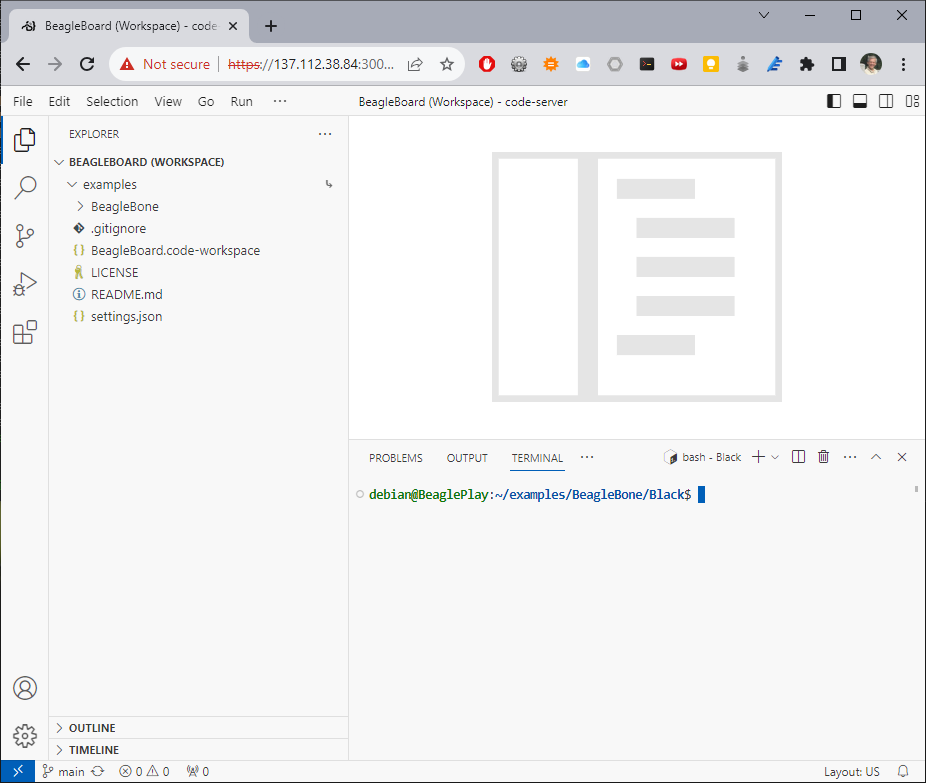 BeagleBoard (Workspace) - code-
Not secure
https://137.112.38.84:300...
File Edit Selection View Go Run ···
BeagleBoard (Workspace) - code-server
EXPLORER ···
BEAGLEBOARD (WORKSPACE)
examples
BeagleBone
.gitignore
{} BeagleBoard.code-workspace
LICENSE
README.md
{} settings.json
PROBLEMS OUTPUT TERMINAL ···
bash - Black ···
debian@BeaglePlay:~/examples/BeagleBone/Black$
OUTLINE
TIMELINE
main 0 0 0
Layout: US